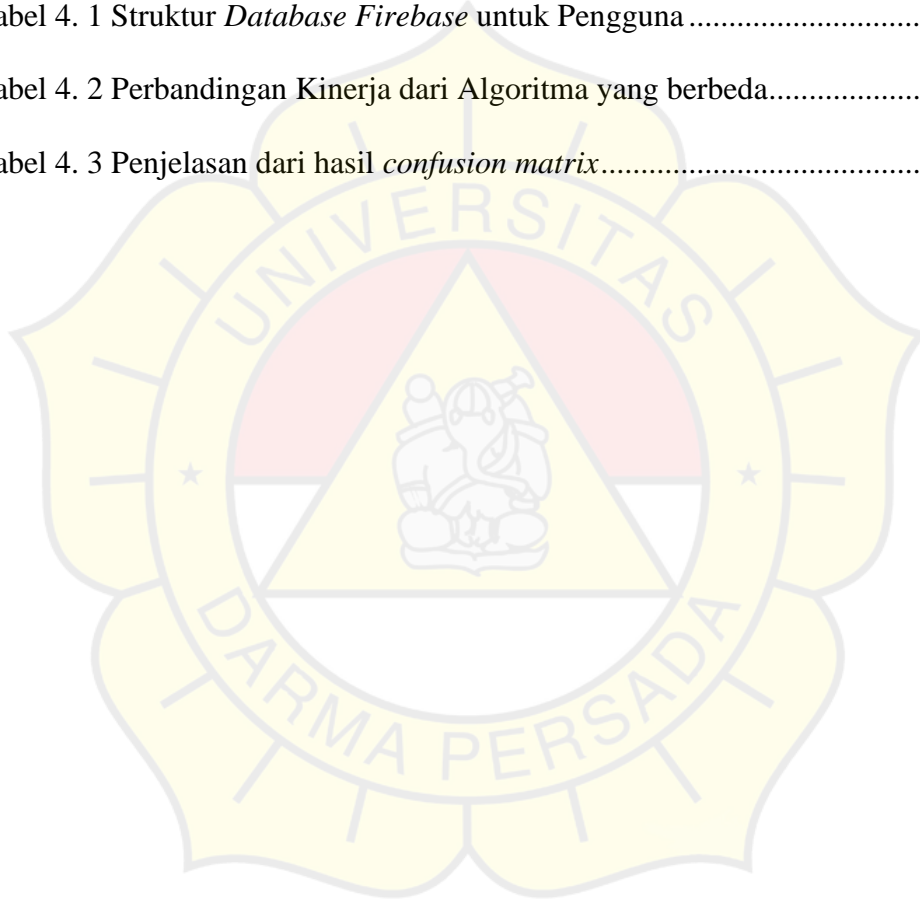 abel 4. 1 Struktur Database Firebase untuk Pengguna .............................
abel 4. 2 Perbandingan Kinerja dari Algoritma yang berbeda...................
abel 4. 3 Penjelasan dari hasil confusion matrix.....................................
UNIVERSITAS
DARMA PERSADA